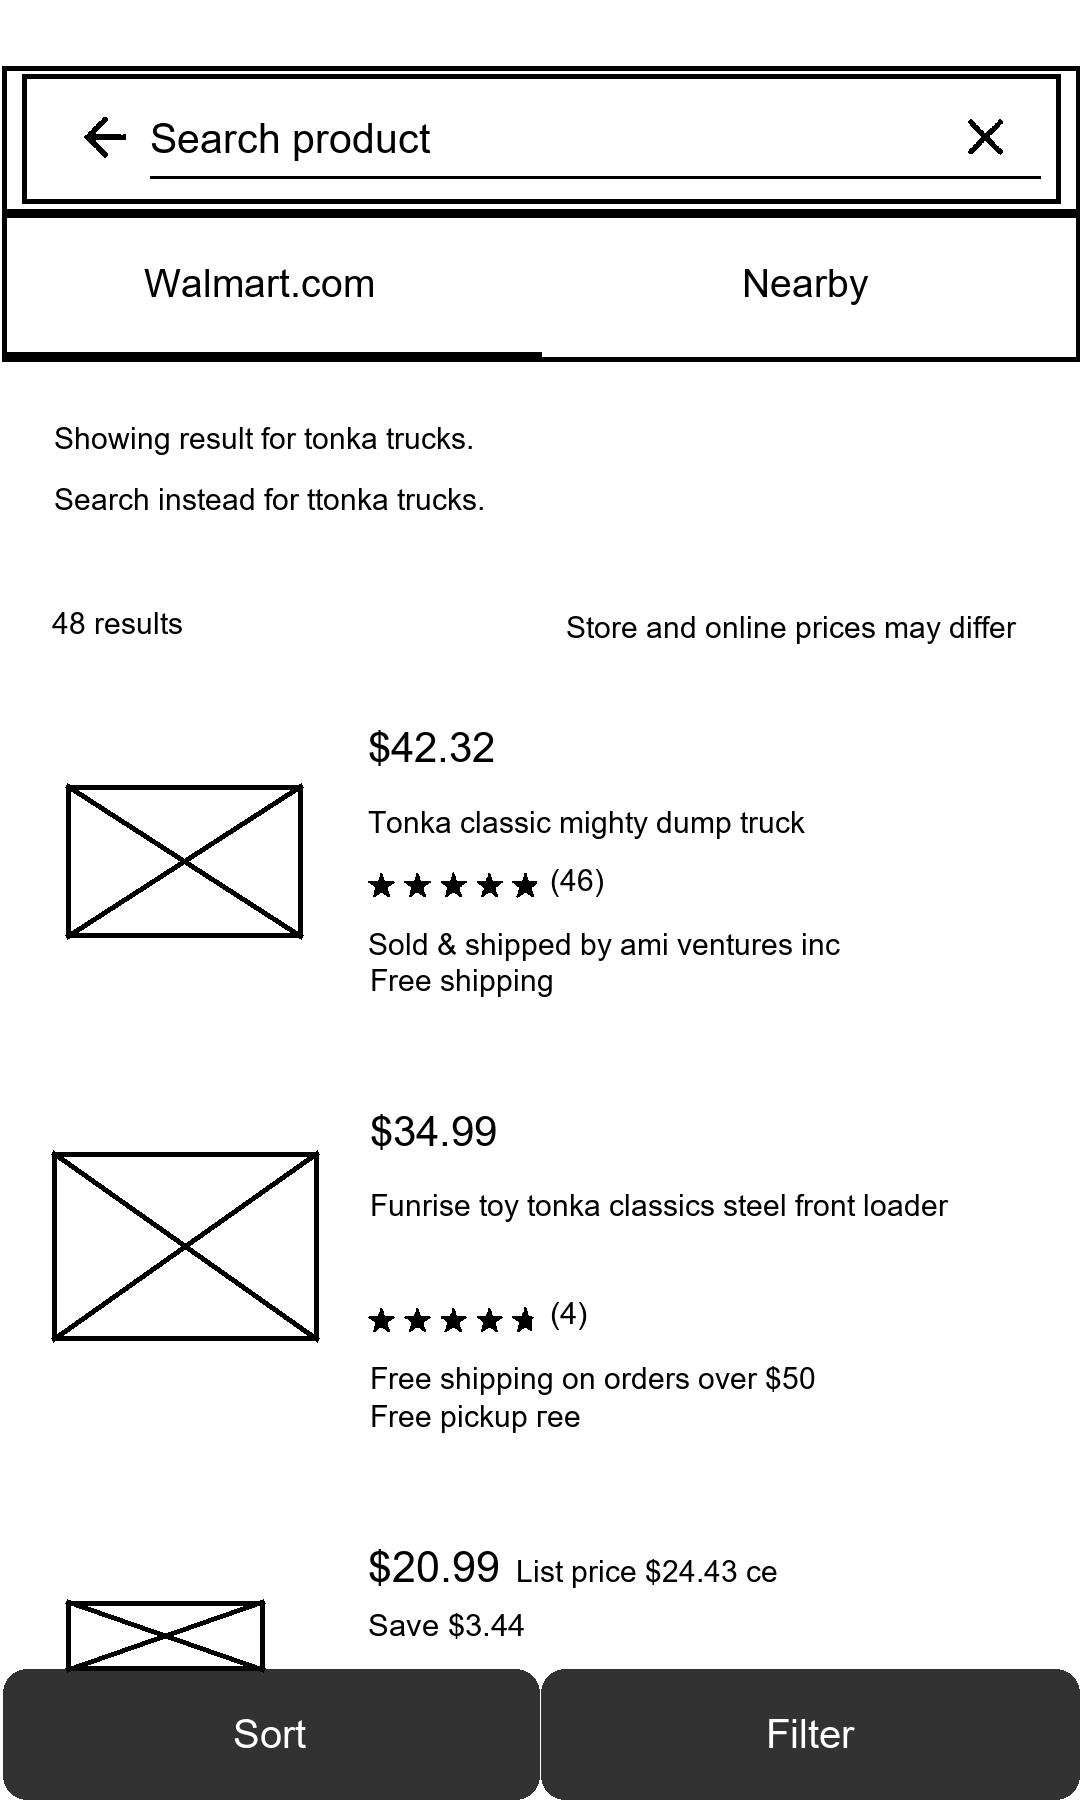 Search product
Walmart.com
Nearby
Showing result for tonka trucks.
Search instead for ttonka trucks.
48 results
Store and online prices may differ
$42.32
Tonka classic mighty dump truck
(46)
Sold & shipped by ami ventures inc
Free shipping
$34.99
Funrise toy tonka classics steel front loader
(4)
Free shipping on orders over $50
Free pickup ree
$20.99 List price $24.43 ce
Save $3.44
Sort
Filter